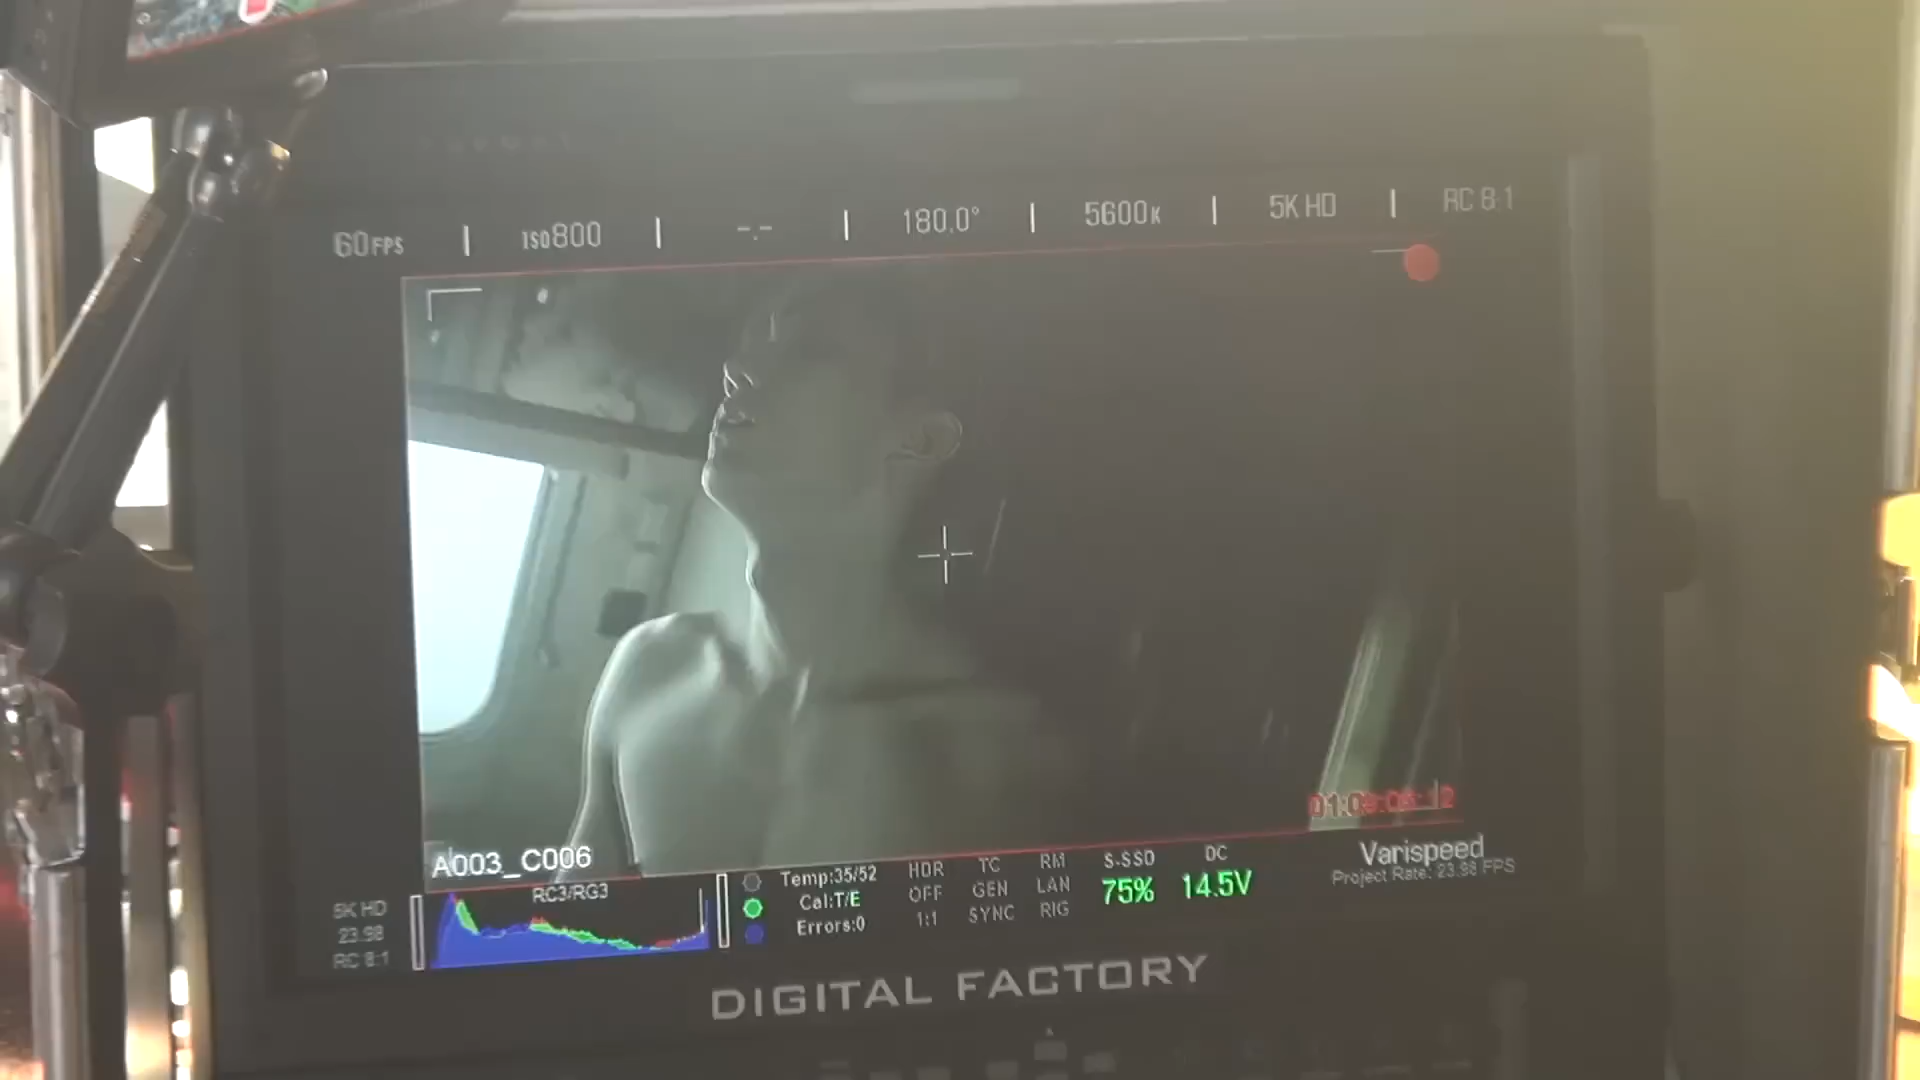 60FPS | ISO800 | -.- | 180.0° | 5600K | 5K HD | RC 8:1
A003_C006
Varispeed
Project Rate: 23.98 FPS
5K HD
23.98
RC 8:1
RC3/RG3
Temp:35/52
Cal:T/E
Errors:0
HDR
OFF
1:1
TC
GEN
SYNC
RM
LAN
RIG
S-SSD
75%
DC
14.5V
DIGITAL FACTORY